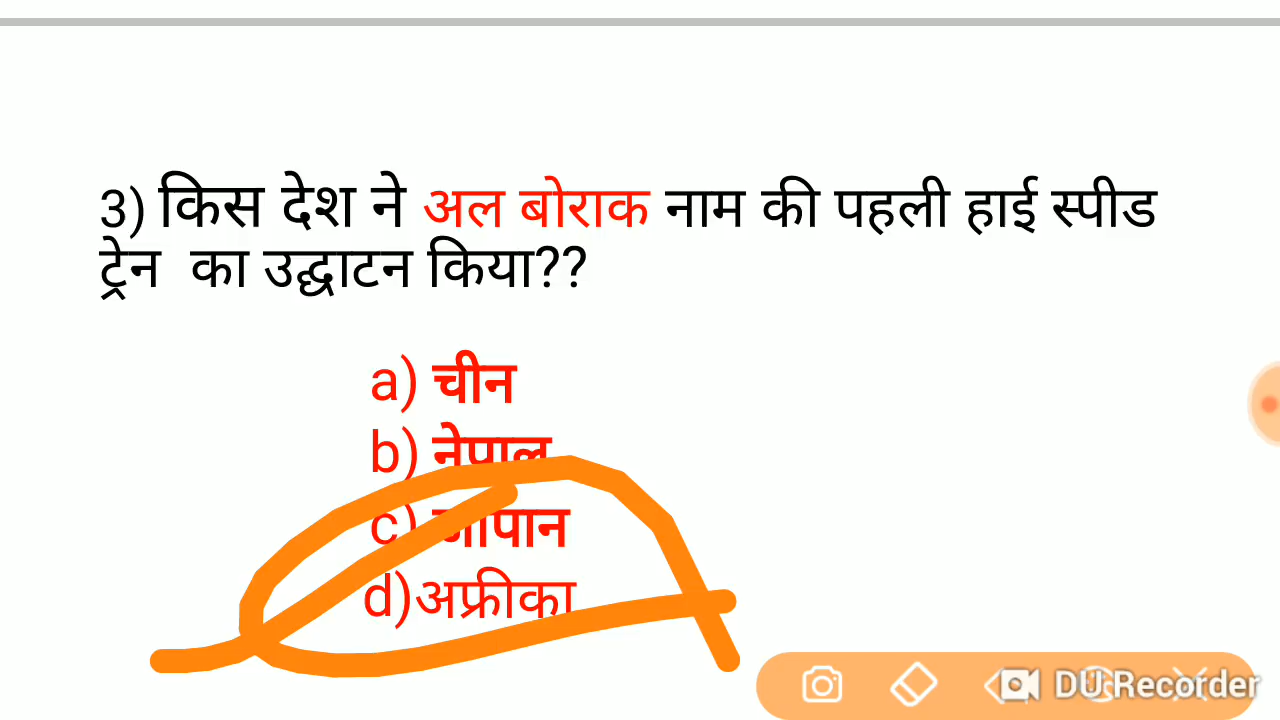 3) किस देश ने अल बोराक नाम की पहली हाई स्पीड
ट्रेन का उद्घाटन किया??
a) चीन
b) नेपाल
c) जापान
d)अफ्रीका
DU Recorder